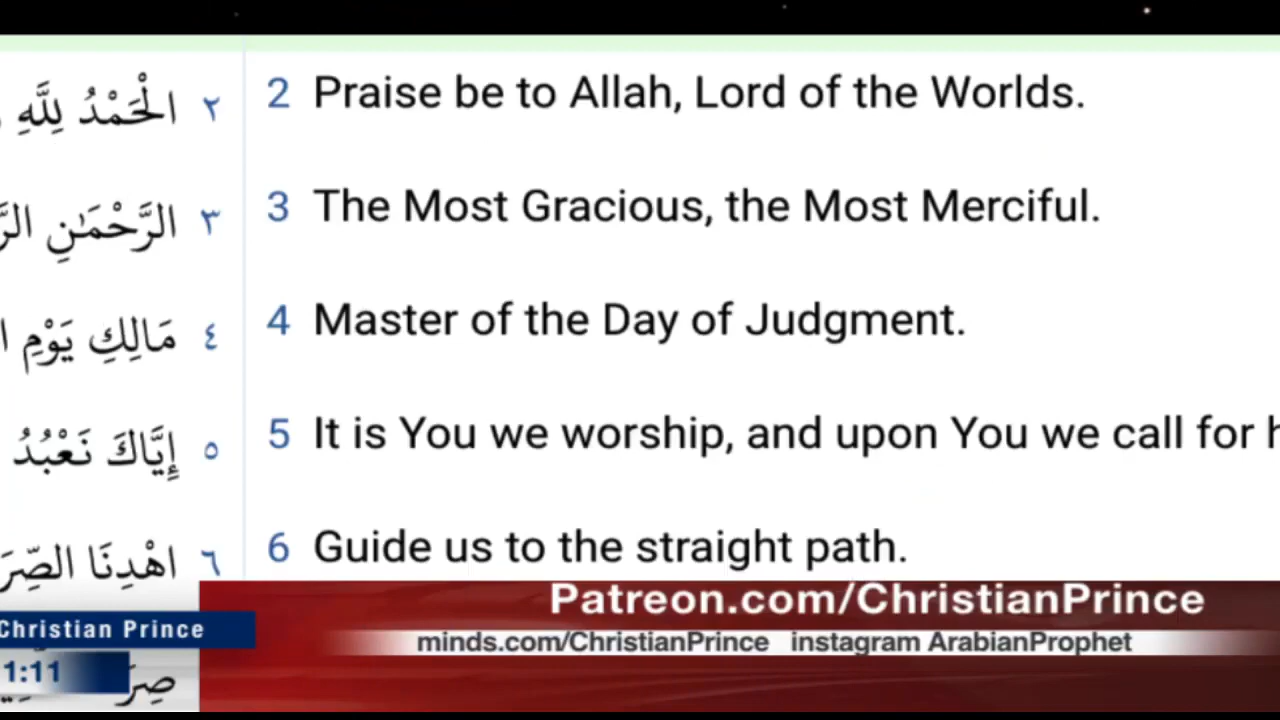 ٢ الْحَمْدُ لِلَّهِ
2 Praise be to Allah, Lord of the Worlds.
٣ الرَّحْمَٰنِ
3 The Most Gracious, the Most Merciful.
٤ مَالِكِ يَوْمِ
4 Master of the Day of Judgment.
٥ إِيَّاكَ نَعْبُدُ
5 It is You we worship, and upon You we call for
٦ اهْدِنَا
6 Guide us to the straight path.
Patreon.com/ChristianPrince
Christian Prince
minds.com/ChristianPrince instagram ArabianProphet
1:11